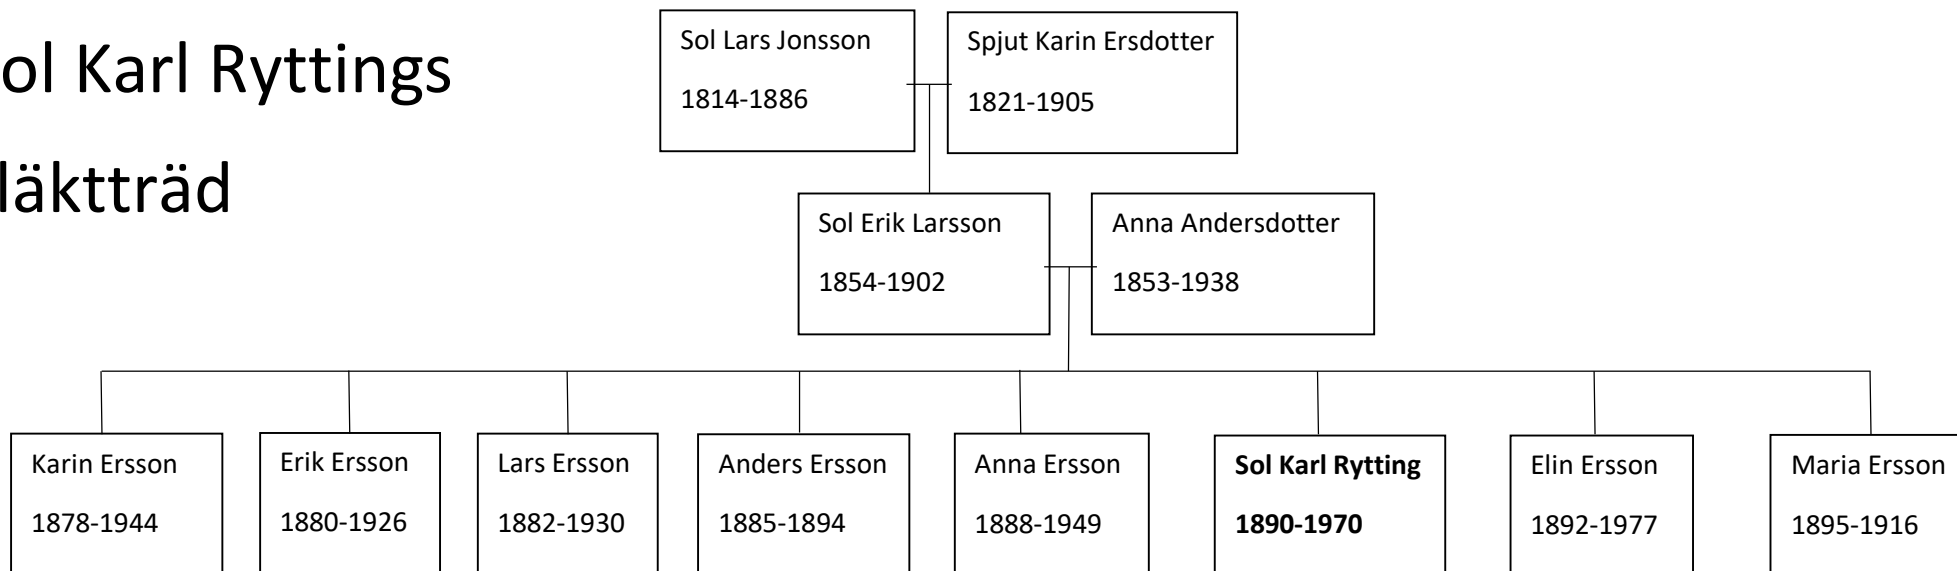 ol Karl Ryttings
läktträd
Sol Lars Jonsson
1814-1886
Spjut Karin Ersdotter
1821-1905
Sol Erik Larsson
1854-1902
Anna Andersdotter
1853-1938
Karin Ersson
1878-1944
Erik Ersson
1880-1926
Lars Ersson
1882-1930
Anders Ersson
1885-1894
Anna Ersson
1888-1949
Sol Karl Rytting
1890-1970
Elin Ersson
1892-1977
Maria Ersson
1895-1916